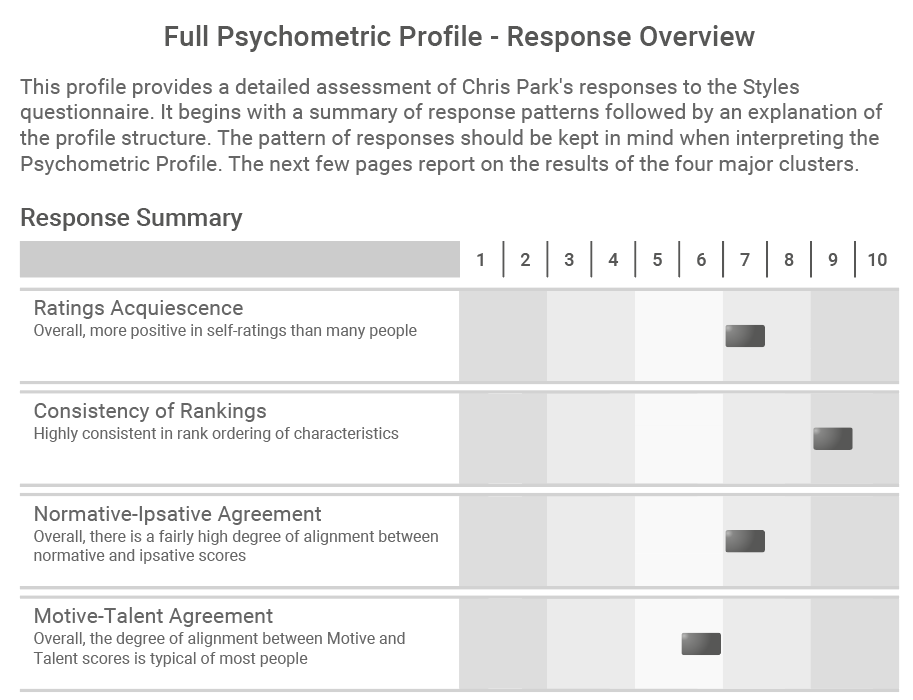 Full Psychometric Profile - Response Overview
This profile provides a detailed assessment of Chris Park's responses to the Styles
questionnaire. It begins with a summary of response patterns followed by an explanation of
the profile structure. The pattern of responses should be kept in mind when interpreting the
Psychometric Profile. The next few pages report on the results of the four major clusters.
Response Summary
1 2 3 4 5 6 7 8 9 10
Ratings Acquiescence
Overall, more positive in self-ratings than many people
Consistency of Rankings
Highly consistent in rank ordering of characteristics
Normative-Ipsative Agreement
Overall, there is a fairly high degree of alignment between
normative and ipsative scores
Motive-Talent Agreement
Overall, the degree of alignment between Motive and
Talent scores is typical of most people